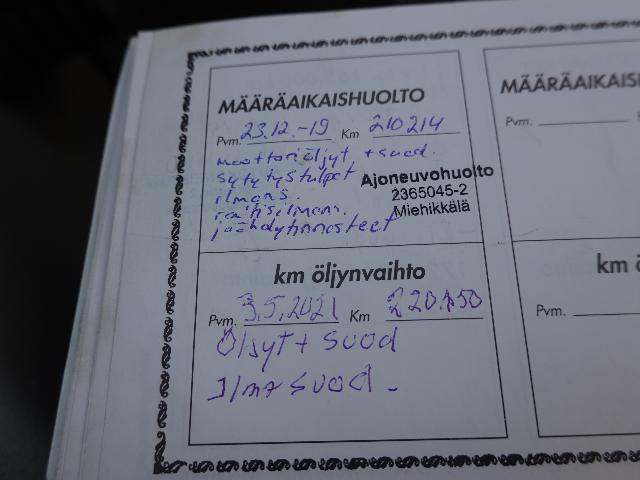 MÄÄRÄAIKAISHUOLTO
Pvm. 23.12.-19 Km 210214
moottoriöljyt + suod.
sytytystulpat
ilmans.
raitisilmans.
jäähdytinnesteet
Ajoneuvohuolto
2365045-2
Miehikkälä
km öljynvaihto
Pvm. 3.5.2021 Km 220.150
Öljyt + suod
Ilma suod -
MÄÄRÄAIKAISH
Pvm.
km ö
Pvm.